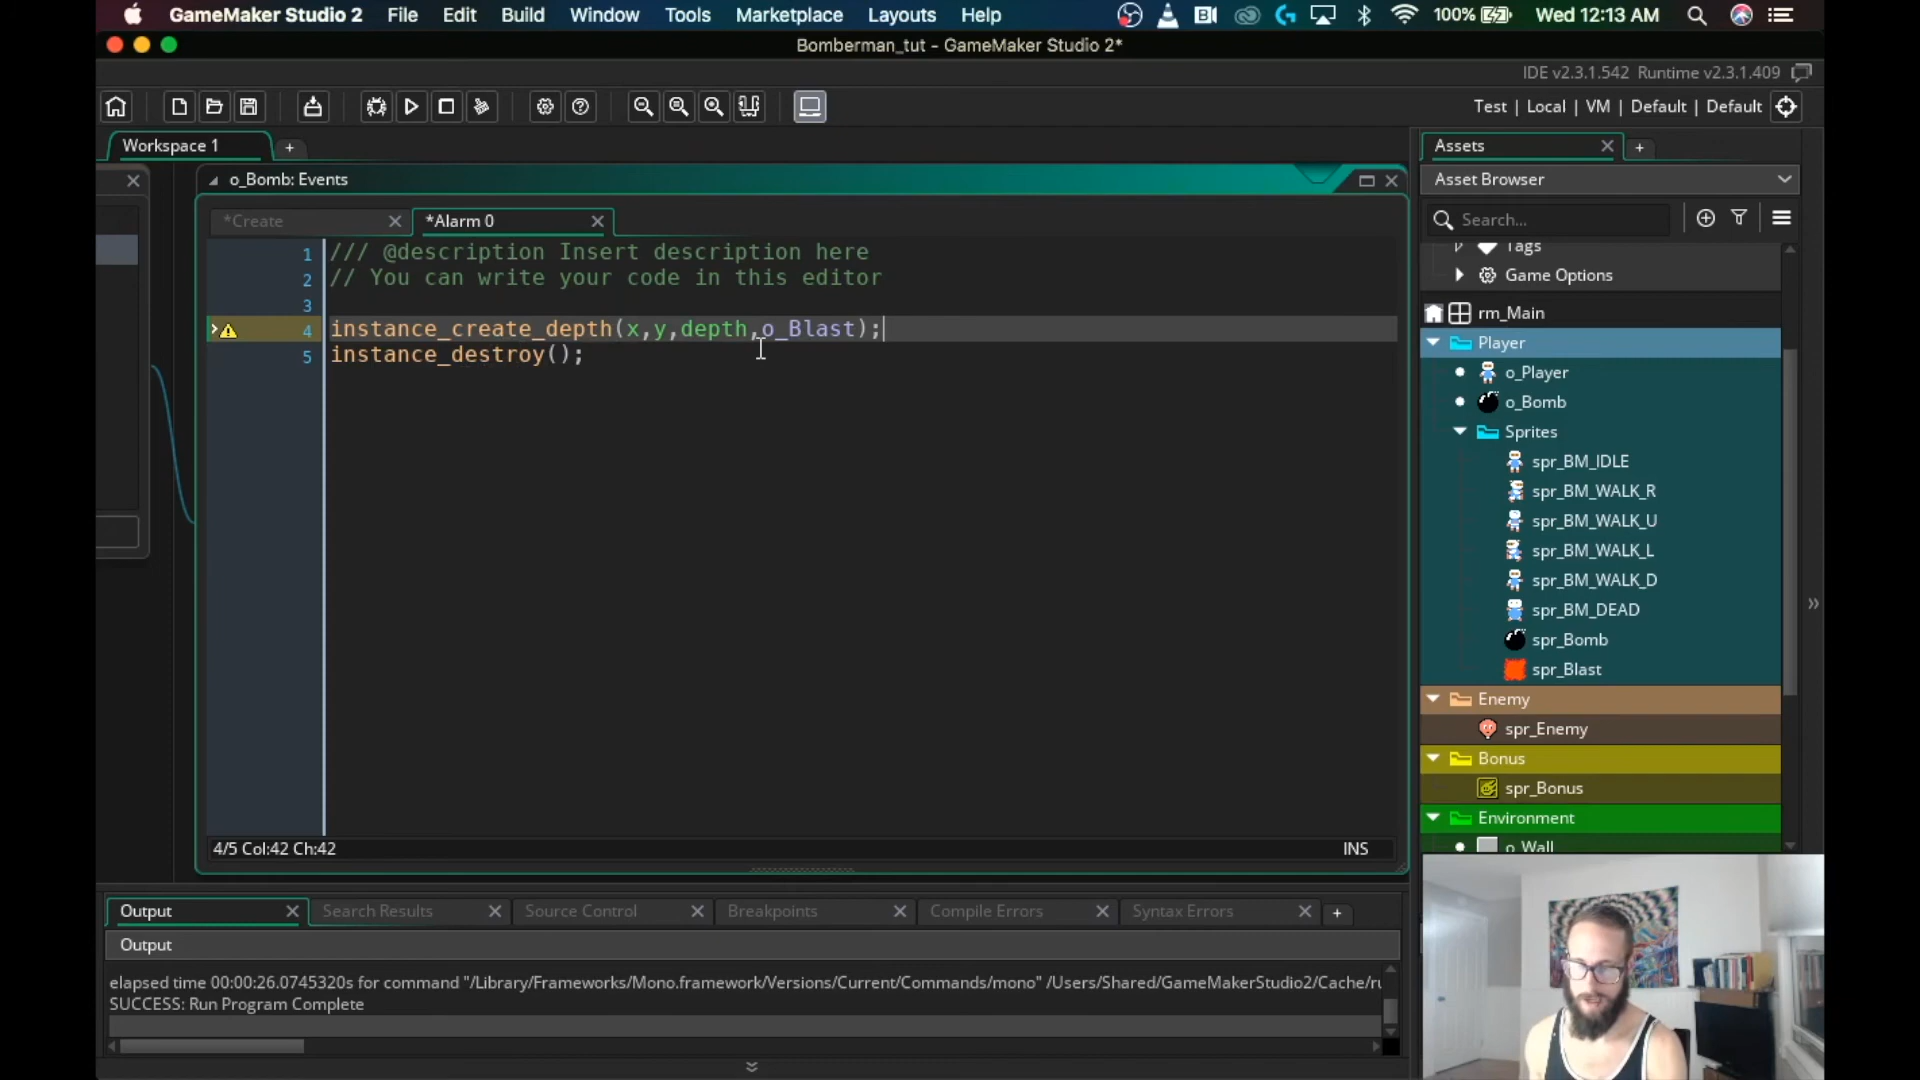 GameMaker Studio 2 File Edit Build Window Tools Marketplace Layouts Help 100% Wed 12:13 AM
Bomberman_tut - GameMaker Studio 2*
IDE v2.3.1.542 Runtime v2.3.1.409
Test | Local | VM | Default | Default
Workspace 1 +
o_Bomb: Events
*Create *Alarm 0
1 /// @description Insert description here
2 // You can write your code in this editor
3
4 instance_create_depth(x,y,depth,o_Blast);
5 instance_destroy();
4/5 Col:42 Ch:42 INS
Assets +
Asset Browser
Search...
Tags
Game Options
rm_Main
Player
o_Player
o_Bomb
Sprites
spr_BM_IDLE
spr_BM_WALK_R
spr_BM_WALK_U
spr_BM_WALK_L
spr_BM_WALK_D
spr_BM_DEAD
spr_Bomb
spr_Blast
Enemy
spr_Enemy
Bonus
spr_Bonus
Environment
o_Wall
Output Search Results Source Control Breakpoints Compile Errors Syntax Errors +
Output
elapsed time 00:00:26.0745320s for command "/Library/Frameworks/Mono.framework/Versions/Current/Commands/mono" /Users/Shared/GameMakerStudio2/Cache/ru
SUCCESS: Run Program Complete